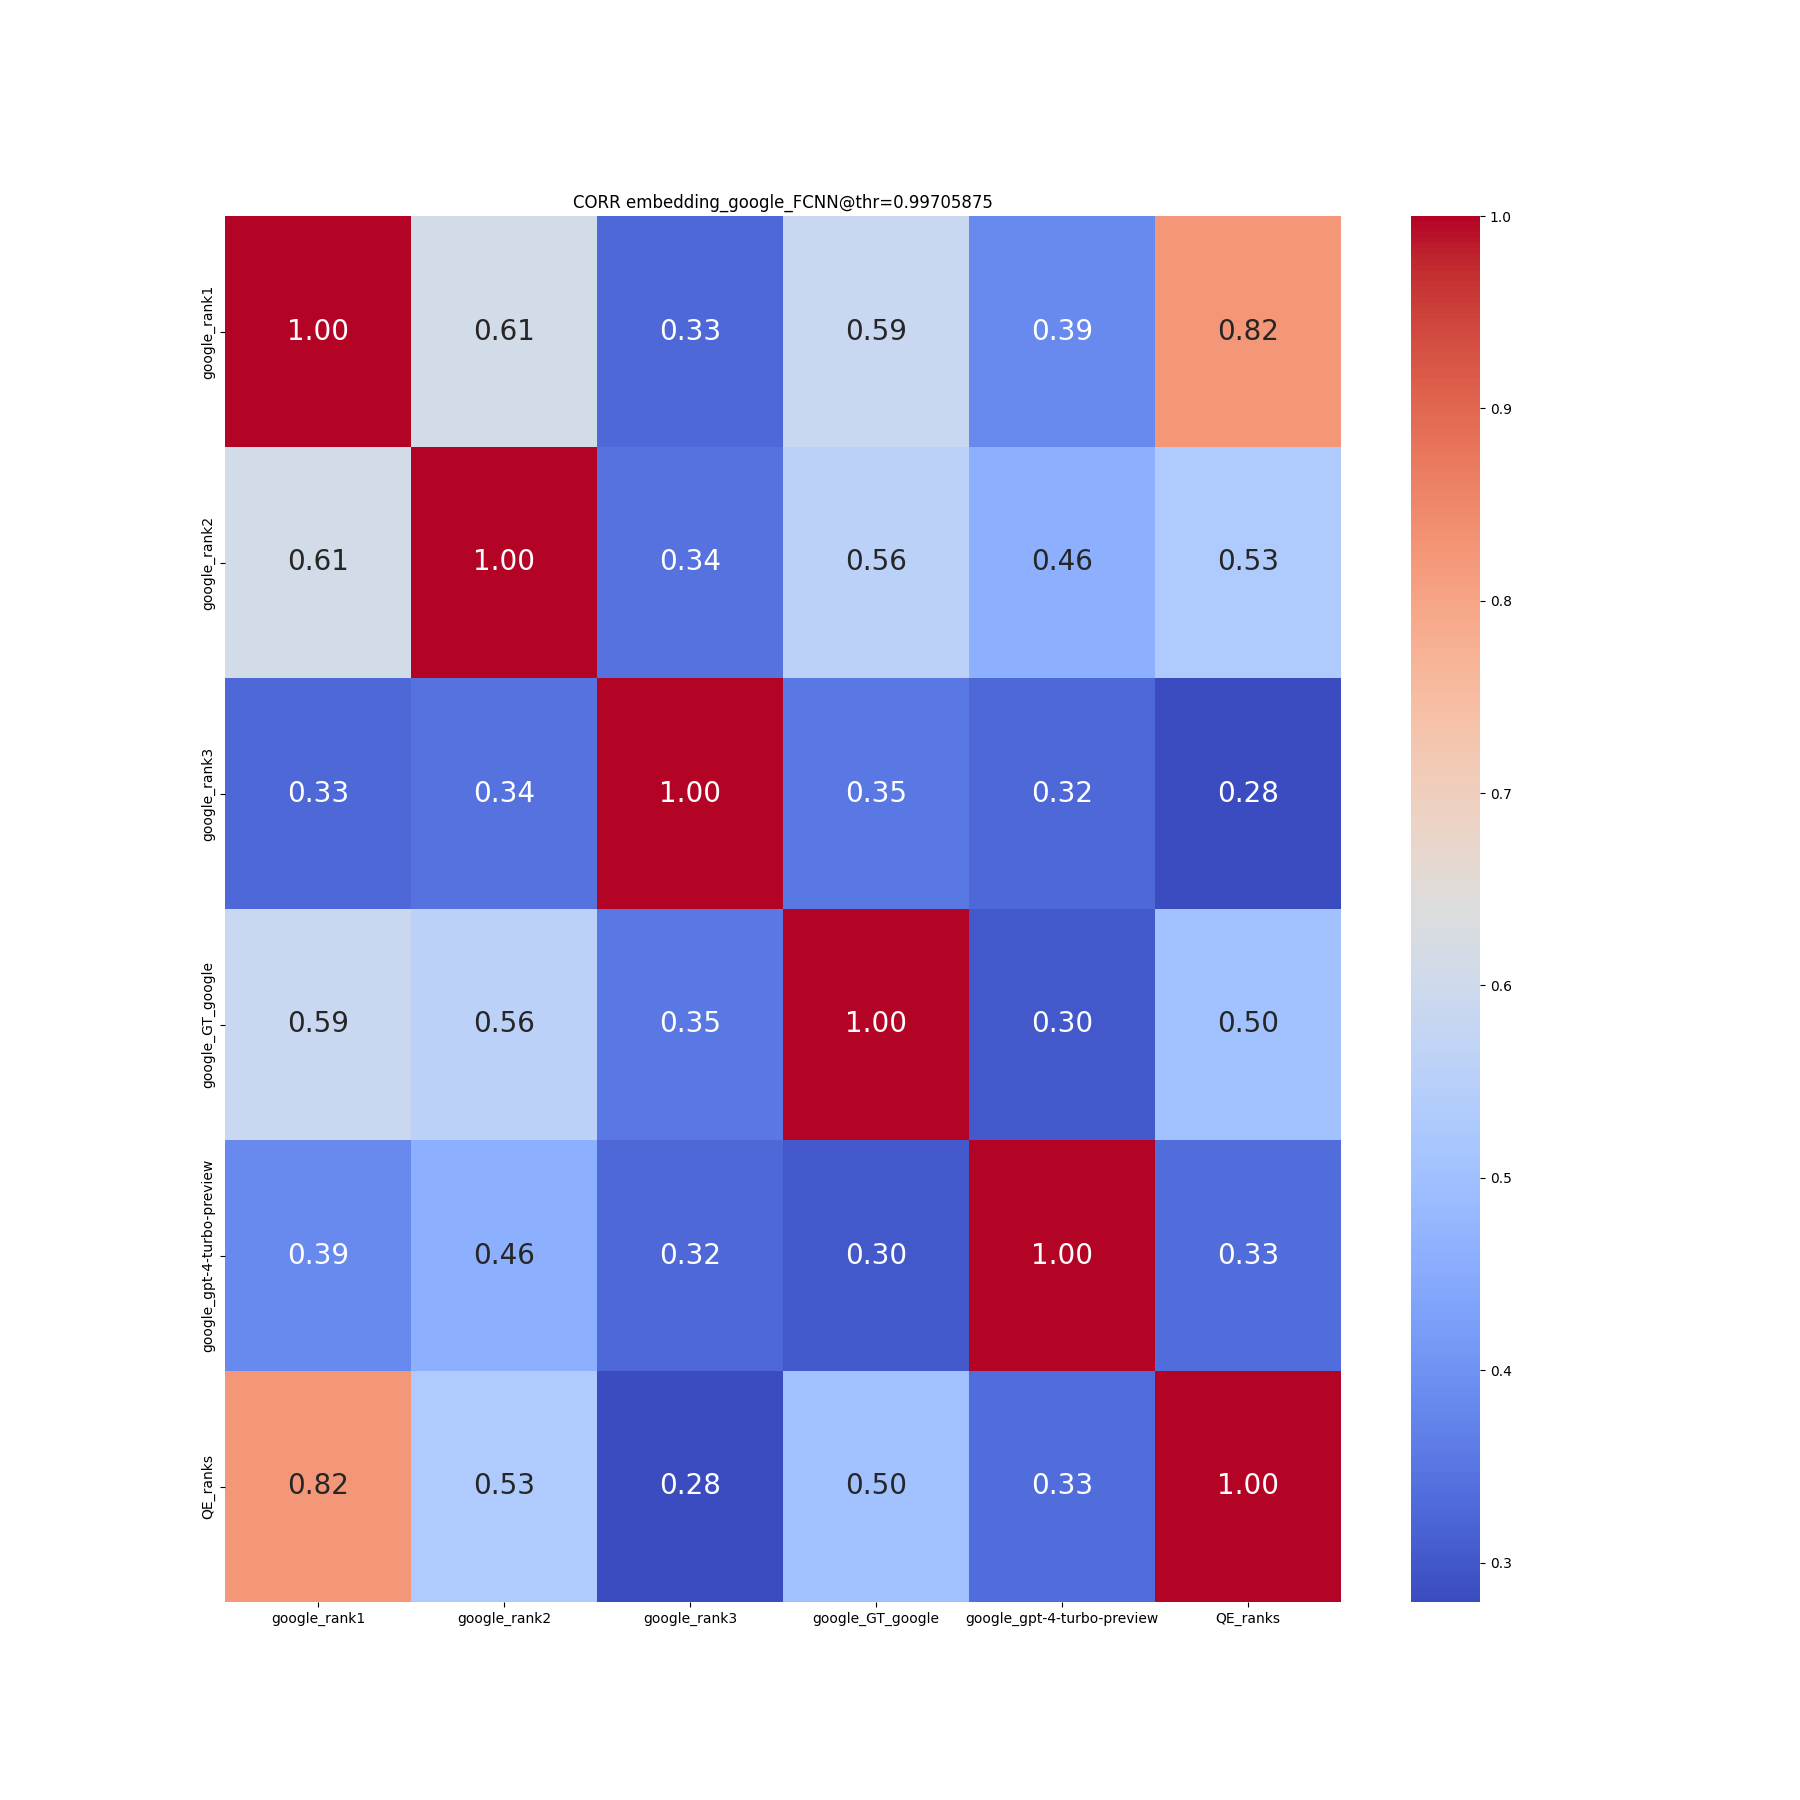 CORR embedding_google_FCNN@thr=0.99705875
google_rank1
1.00 0.61 0.33 0.59 0.39 0.82
google_rank2
0.61 1.00 0.34 0.56 0.46 0.53
google_rank3
0.33 0.34 1.00 0.35 0.32 0.28
google_GT_google
0.59 0.56 0.35 1.00 0.30 0.50
google_gpt-4-turbo-preview
0.39 0.46 0.32 0.30 1.00 0.33
QE_ranks
0.82 0.53 0.28 0.50 0.33 1.00
google_rank1 google_rank2 google_rank3 google_GT_google google_gpt-4-turbo-preview QE_ranks
1.0
0.9
0.8
0.7
0.6
0.5
0.4
0.3